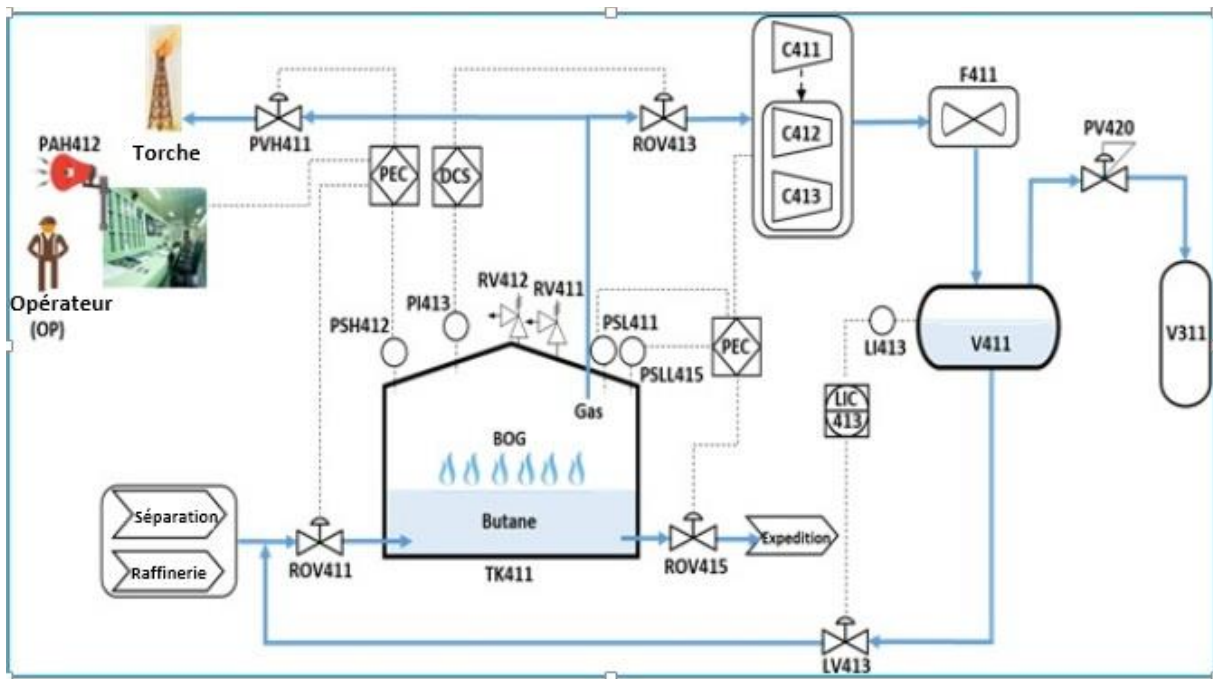 C411
F411
PV420
C412
PAH412
Torche
PVH411
ROV413
PEC
DCS
C413
Opérateur
(OP)
PSH412
PI413
RV412
RV411
PSL411
PEC
PSLL415
LI413
V411
V311
Gas
LIC
413
BOG
Séparation
Butane
Expedition
Raffinerie
ROV411
TK411
ROV415
LV413